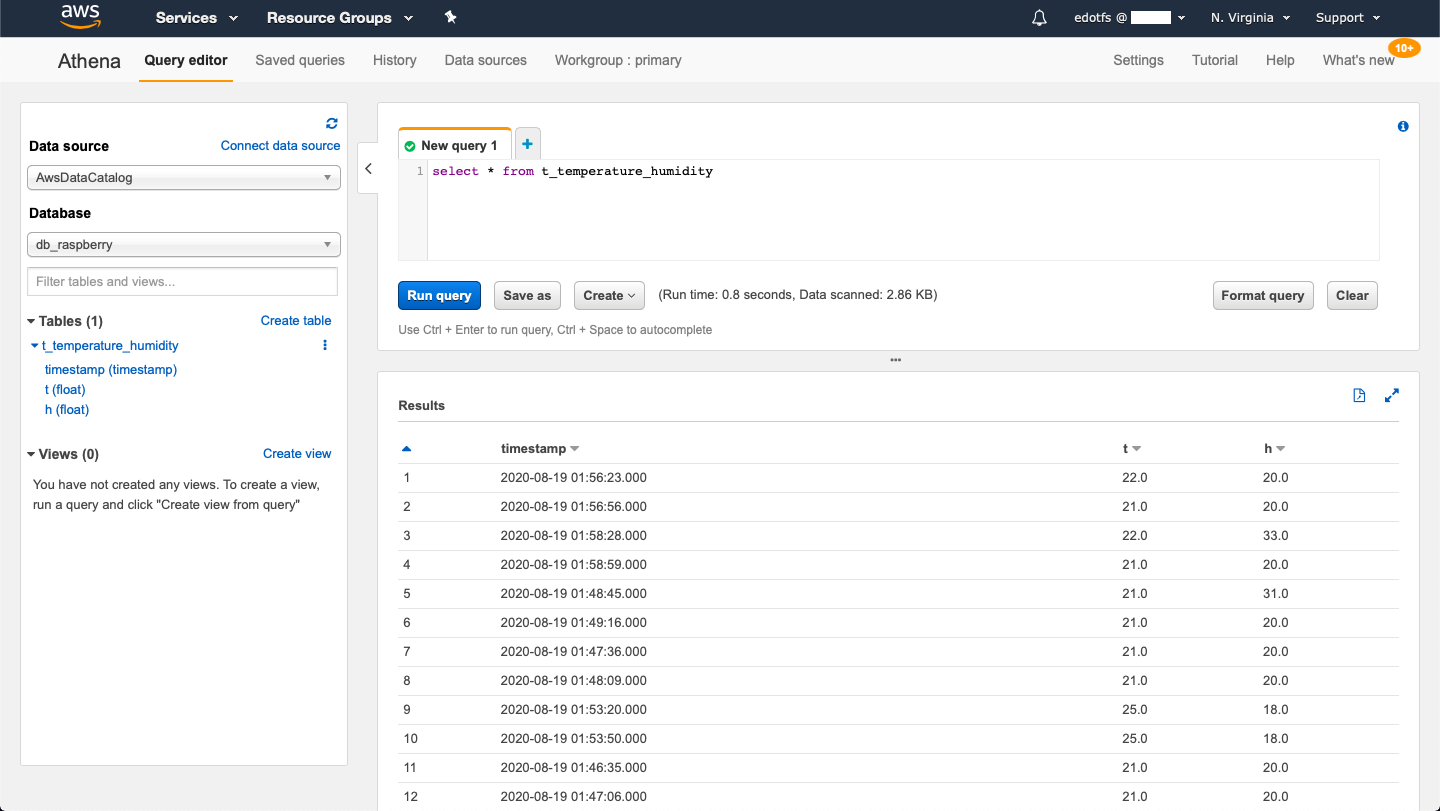 aws Services Resource Groups edotfs @ N. Virginia Support
Athena Query editor Saved queries History Data sources Workgroup : primary Settings Tutorial Help What's new 10+
Data source Connect data source
AwsDataCatalog
Database
db_raspberry
Filter tables and views...
Tables (1) Create table
t_temperature_humidity
timestamp (timestamp)
t (float)
h (float)
Views (0) Create view
You have not created any views. To create a view,
run a query and click "Create view from query"
New query 1 +
1 select * from t_temperature_humidity
Run query Save as Create (Run time: 0.8 seconds, Data scanned: 2.86 KB) Format query Clear
Use Ctrl + Enter to run query, Ctrl + Space to autocomplete
Results
timestamp t h
1 2020-08-19 01:56:23.000 22.0 20.0
2 2020-08-19 01:56:56.000 21.0 20.0
3 2020-08-19 01:58:28.000 22.0 33.0
4 2020-08-19 01:58:59.000 21.0 20.0
5 2020-08-19 01:48:45.000 21.0 31.0
6 2020-08-19 01:49:16.000 21.0 20.0
7 2020-08-19 01:47:36.000 21.0 20.0
8 2020-08-19 01:48:09.000 21.0 20.0
9 2020-08-19 01:53:20.000 25.0 18.0
10 2020-08-19 01:53:50.000 25.0 18.0
11 2020-08-19 01:46:35.000 21.0 20.0
12 2020-08-19 01:47:06.000 21.0 20.0